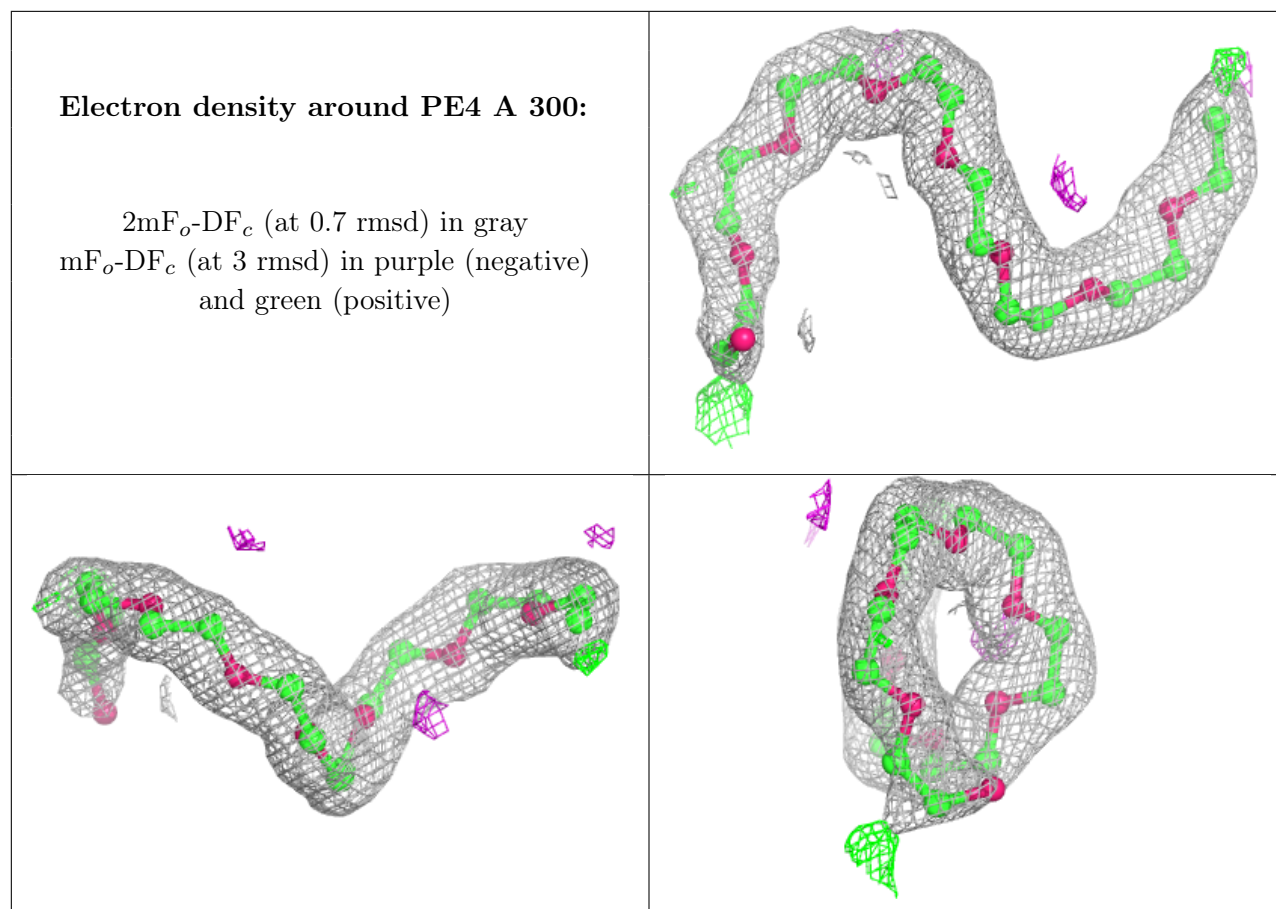 Electron density around PE4 A 300:
2mFo-DFc (at 0.7 rmsd) in gray
mFo-DFc (at 3 rmsd) in purple (negative)
and green (positive)